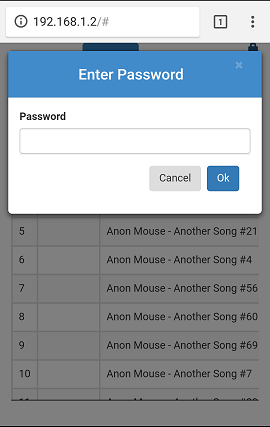 192.168.1.2/#
1
Enter Password
×
Password
Cancel
Ok
5 Anon Mouse - Another Song #21
6 Anon Mouse - Another Song #4
7 Anon Mouse - Another Song #56
8 Anon Mouse - Another Song #60
9 Anon Mouse - Another Song #69
10 Anon Mouse - Another Song #7